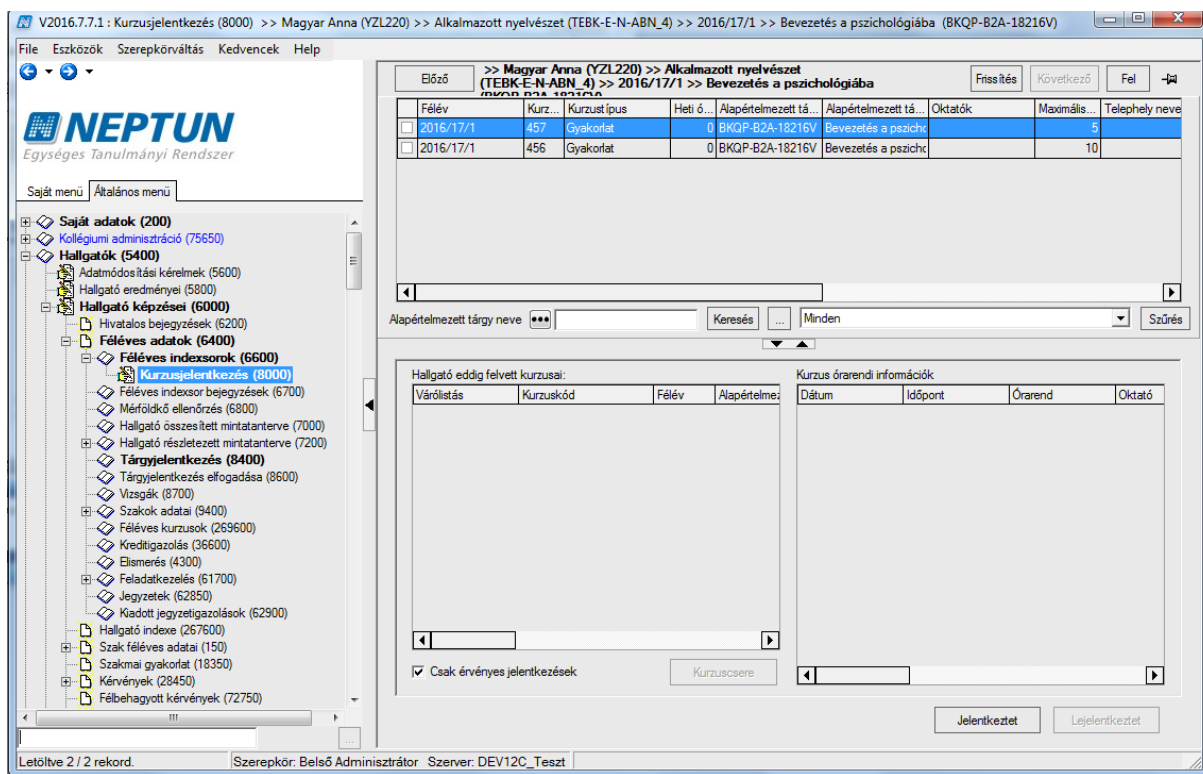 V2016.7.7.1 : Kurzusjelentkezés (8000) >> Magyar Anna (YZL220) >> Alkalmazott nyelvészet (TEBK-E-N-ABN_4) >> 2016/17/1 >> Bevezetés a pszichológiába (BKQP-B2A-18216V)
File Eszközök Szerepkörváltás Kedvencek Help
NEPTUN
Egységes Tanulmányi Rendszer
Saját menü Általános menü
Saját adatok (200)
Kollégiumi adminisztráció (75650)
Hallgatók (5400)
Adatmódosítási kérelmek (5600)
Hallgató eredményei (5800)
Hallgató képzései (6000)
Hivatalos bejegyzések (6200)
Féléves adatok (6400)
Féléves indexsorok (6600)
Kurzusjelentkezés (8000)
Féléves indexsor bejegyzések (6700)
Mérföldkő ellenőrzés (6800)
Hallgató összesített mintatanterve (7000)
Hallgató részletezett mintatanterve (7200)
Tárgyjelentkezés (8400)
Tárgyjelentkezés elfogadása (8600)
Vizsgák (8700)
Szakok adatai (9400)
Féléves kurzusok (269600)
Kreditigazolás (36600)
Elismerés (4300)
Feladatkezelés (61700)
Jegyzetek (62850)
Kiadott jegyzetigazolások (62900)
Hallgató indexe (267600)
Szak féléves adatai (150)
Szakmai gyakorlat (18350)
Kérvények (28450)
Félbehagyott kérvények (72750)
...
Előző >> Magyar Anna (YZL220) >> Alkalmazott nyelvészet
(TEBK-E-N-ABN_4) >> 2016/17/1 >> Bevezetés a pszichológiába
Frissítés Következő Fel
Félév Kurz... Kurzustípus Heti ó... Alapértelmezett tá... Alapértelmezett tá... Oktatók Maximális... Telephely neve
2016/17/1 457 Gyakorlat 0 BKQP-B2A-18216V Bevezetés a pszichc 5
2016/17/1 456 Gyakorlat 0 BKQP-B2A-18216V Bevezetés a pszichc 10
Alapértelmezett tárgy neve ••• Keresés ... Minden Szűrés
Hallgató eddig felvett kurzusai:
Várólistás Kurzuskód Félév Alapértelmez
Csak érvényes jelentkezések Kurzuscsere
Kurzus órarendi információk
Dátum Időpont Órarend Oktató
Jelentkeztet Lejelentkeztet
Letöltve 2 / 2 rekord. Szerepkör: Belső Adminisztrátor Szerver: DEV12C_Teszt